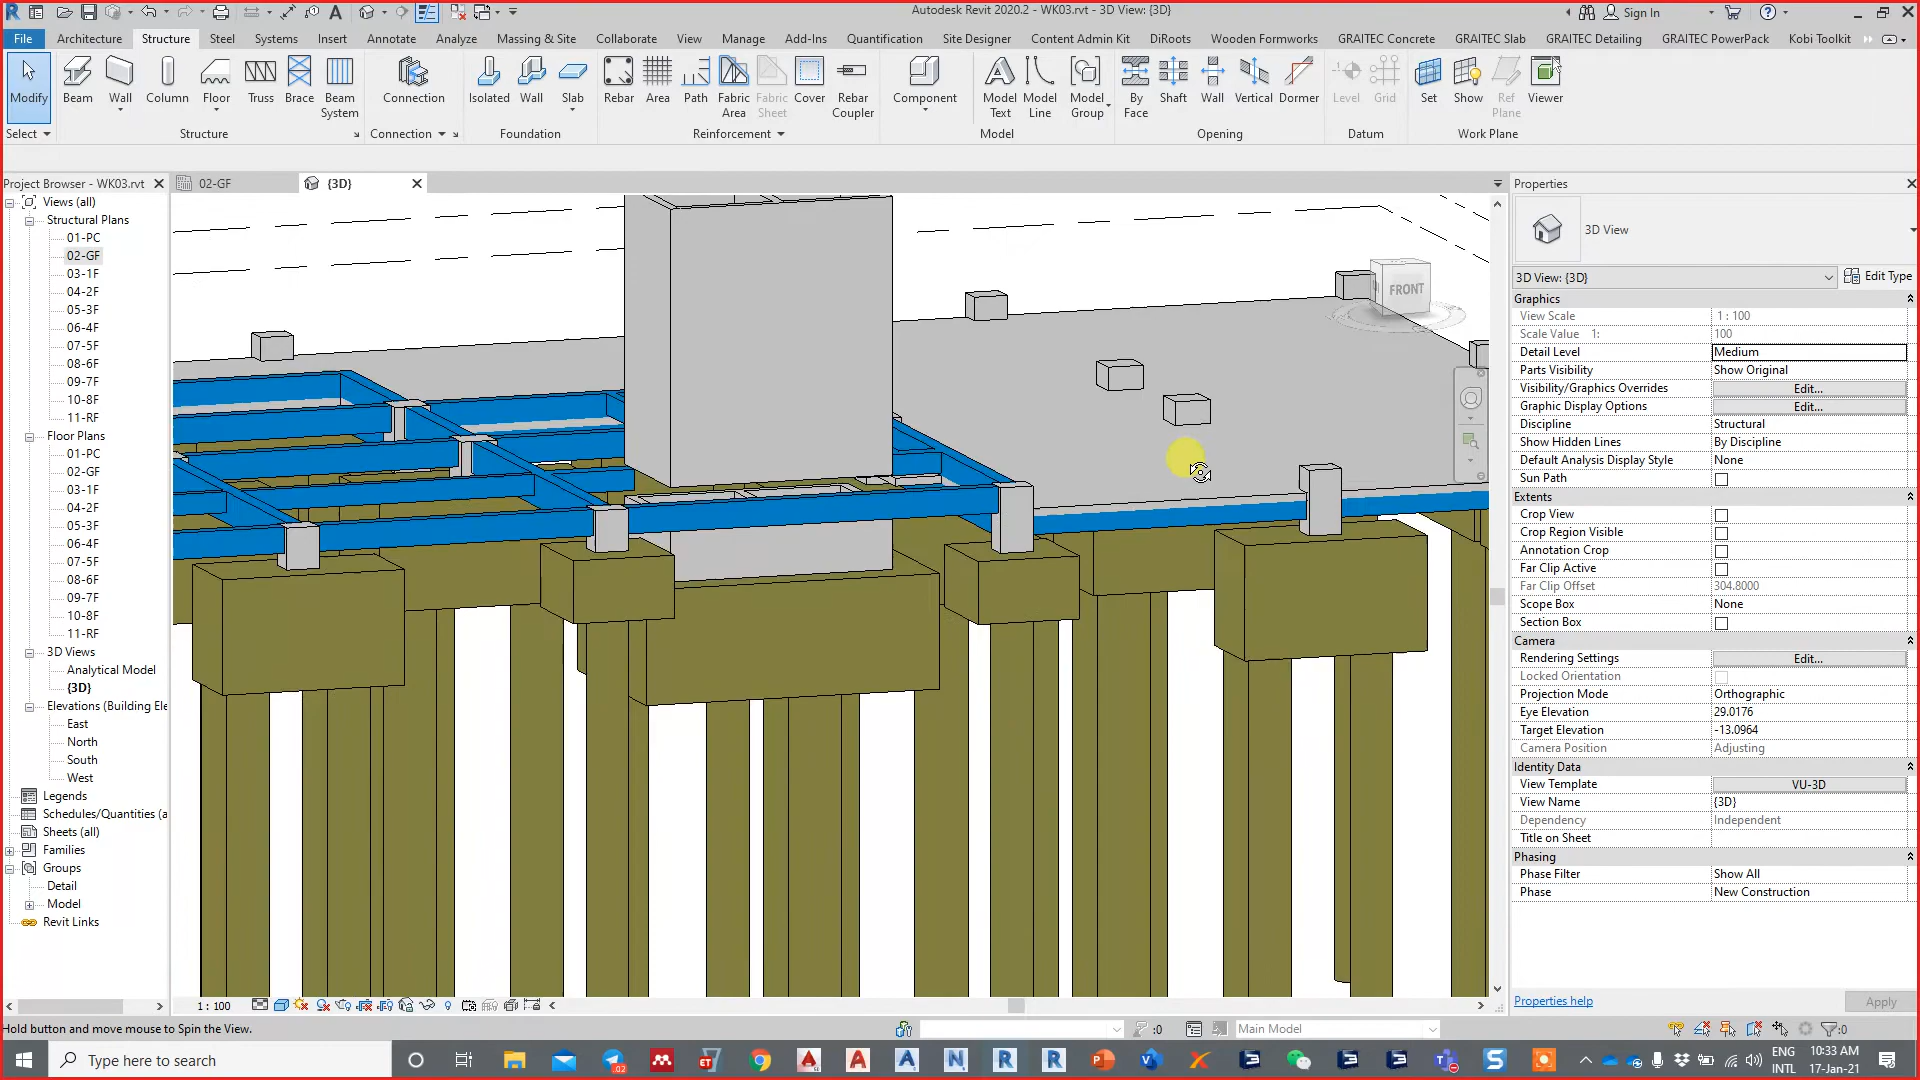 Autodesk Revit 2020.2 - WK03.rvt - 3D View: {3D}
Sign In
File Architecture Structure Steel Systems Insert Annotate Analyze Massing & Site Collaborate View Manage Add-Ins Quantification Site Designer Content Admin Kit DiRoots Wooden Formworks GRAITEC Concrete GRAITEC Slab GRAITEC Detailing GRAITEC PowerPack Kobi Toolkit
Modify Beam Wall Column Floor Truss Brace Beam System Connection Isolated Wall Slab Rebar Area Path Fabric Area Fabric Sheet Cover Rebar Coupler Component Model Text Model Line Model Group By Face Shaft Wall Vertical Dormer Level Grid Set Show Ref Plane Viewer
Select Structure Connection Foundation Reinforcement Model Opening Datum Work Plane
Project Browser - WK03.rvt
02-GF
{3D}
Views (all)
Structural Plans
01-PC
02-GF
03-1F
04-2F
05-3F
06-4F
07-5F
08-6F
09-7F
10-8F
11-RF
Floor Plans
01-PC
02-GF
03-1F
04-2F
05-3F
06-4F
07-5F
08-6F
09-7F
10-8F
11-RF
3D Views
Analytical Model
{3D}
Elevations (Building Ele
East
North
South
West
Legends
Schedules/Quantities (a
Sheets (all)
Families
Groups
Detail
Model
Revit Links
FRONT
Properties
3D View
3D View: {3D}
Edit Type
Graphics
View Scale 1 : 100
Scale Value 1: 100
Detail Level Medium
Parts Visibility Show Original
Visibility/Graphics Overrides Edit...
Graphic Display Options Edit...
Discipline Structural
Show Hidden Lines By Discipline
Default Analysis Display Style None
Sun Path
Extents
Crop View
Crop Region Visible
Annotation Crop
Far Clip Active
Far Clip Offset 304.8000
Scope Box None
Section Box
Camera
Rendering Settings Edit...
Locked Orientation
Projection Mode Orthographic
Eye Elevation 29.0176
Target Elevation -13.0964
Camera Position Adjusting
Identity Data
View Template VU-3D
View Name {3D}
Dependency Independent
Title on Sheet
Phasing
Phase Filter Show All
Phase New Construction
Properties help
Apply
1 : 100
Hold button and move mouse to Spin the View.
:0
Main Model
:0
Type here to search
ENG
INTL
10:33 AM
17-Jan-21